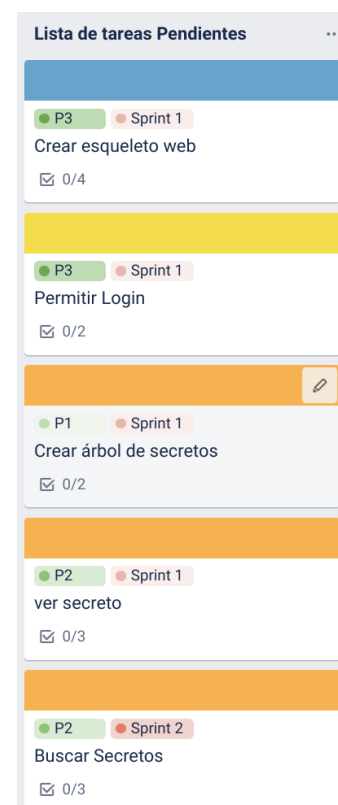 Lista de tareas Pendientes
P3 Sprint 1
Crear esqueleto web
0/4
P3 Sprint 1
Permitir Login
0/2
P1 Sprint 1
Crear árbol de secretos
0/2
P2 Sprint 1
ver secreto
0/3
P2 Sprint 2
Buscar Secretos
0/3